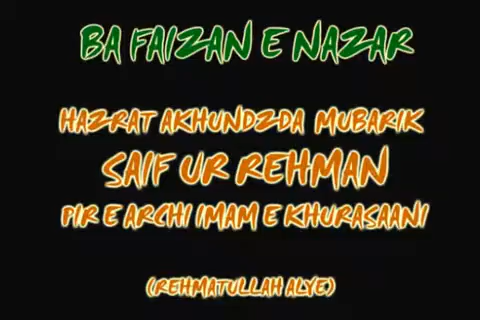 BA FAIZAN E NAZAR
HAZRAT AKHUNDZDA MUBARIK
SAIF UR REHMAN
PIR E ARCHI IMAM E KHURASAANI
(REHMATULLAH ALYE)